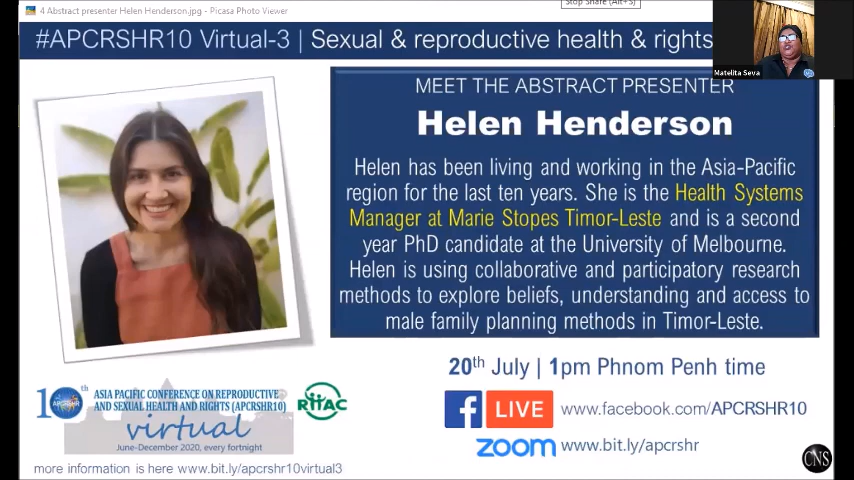 4 Abstract presenter Helen Henderson.jpg - Picasa Photo Viewer
Stop Share (Alt+S)
#APCRSHR10 Virtual-3 | Sexual & reproductive health & rights
Matelita Seva
MEET THE ABSTRACT PRESENTER
Helen Henderson
Helen has been living and working in the Asia-Pacific
region for the last ten years. She is the Health Systems
Manager at Marie Stopes Timor-Leste and is a second
year PhD candidate at the University of Melbourne.
Helen is using collaborative and participatory research
methods to explore beliefs, understanding and access to
male family planning methods in Timor-Leste.
20th July | 1pm Phnom Penh time
f LIVE www.facebook.com/APCRSHR10
zoom www.bit.ly/apcrshr
10th ASIA PACIFIC CONFERENCE ON REPRODUCTIVE
AND SEXUAL HEALTH AND RIGHTS (APCRSHR10)
virtual
June-December 2020, every fortnight
RHAC
more information is here www.bit.ly/apcrshr10virtual3
CNS